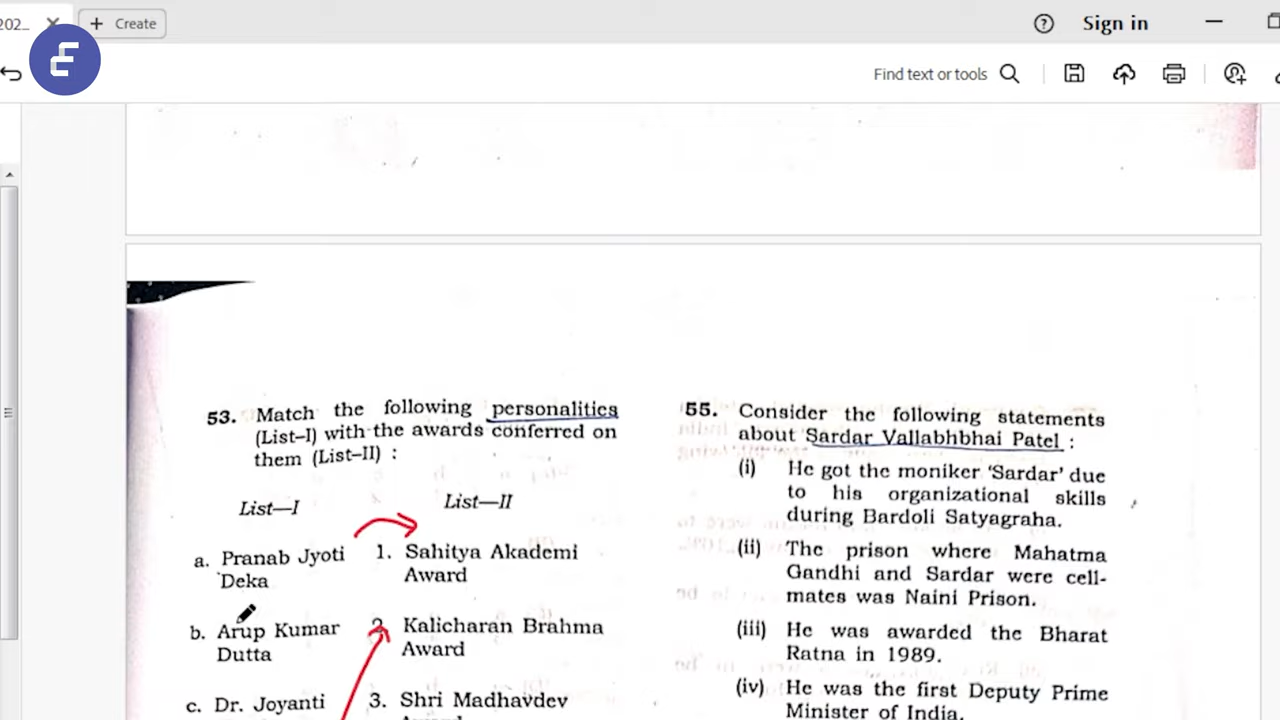 202_
Create
Sign in
E
Find text or tools
53. Match the following personalities
(List–I) with the awards conferred on
them (List–II) :
List—I
List—II
a. Pranab Jyoti
Deka
1. Sahitya Akademi
Award
b. Arup Kumar
Dutta
2. Kalicharan Brahma
Award
c. Dr. Joyanti
3. Shri Madhavdev
55. Consider the following statements
about Sardar Vallabhbhai Patel :
(i) He got the moniker ‘Sardar’ due
to his organizational skills
during Bardoli Satyagraha.
(ii) The prison where Mahatma
Gandhi and Sardar were cell-
mates was Naini Prison.
(iii) He was awarded the Bharat
Ratna in 1989.
(iv) He was the first Deputy Prime
Minister of India.